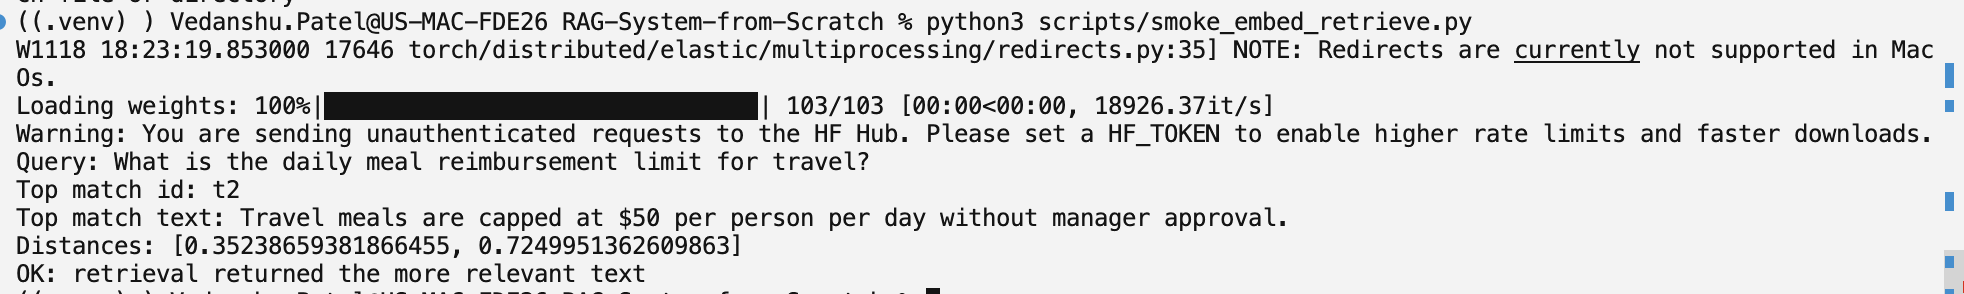 ((.venv) ) Vedanshu.Patel@US-MAC-FDE26 RAG-System-from-Scratch % python3 scripts/smoke_embed_retrieve.py
W1118 18:23:19.853000 17646 torch/distributed/elastic/multiprocessing/redirects.py:35] NOTE: Redirects are currently not supported in Mac
Os.
Loading weights: 100%|██████████| 103/103 [00:00<00:00, 18926.37it/s]
Warning: You are sending unauthenticated requests to the HF Hub. Please set a HF_TOKEN to enable higher rate limits and faster downloads.
Query: What is the daily meal reimbursement limit for travel?
Top match id: t2
Top match text: Travel meals are capped at $50 per person per day without manager approval.
Distances: [0.35238659381866455, 0.7249951362609863]
OK: retrieval returned the more relevant text